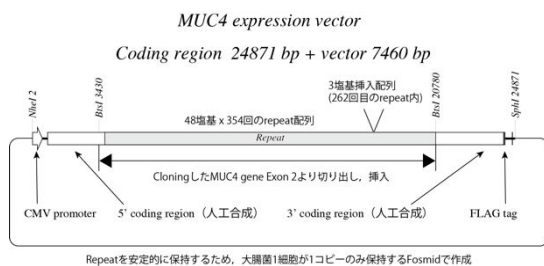 MUC4 expression vector
Coding region 24871 bp + vector 7460 bp
NheI 2
BtsI 3430
3塩基挿入配列
(262回目のrepeat内)
BtsI 20780
SphI 24871
48塩基 x 354回のrepeat配列
Repeat
CloningしたMUC4 gene Exon 2より切り出し，挿入
CMV promoter
5' coding region（人工合成）
3' coding region（人工合成）
FLAG tag
Repeatを安定的に保持するため，大腸菌1細胞が1コピーのみ保持するFosmidで作成